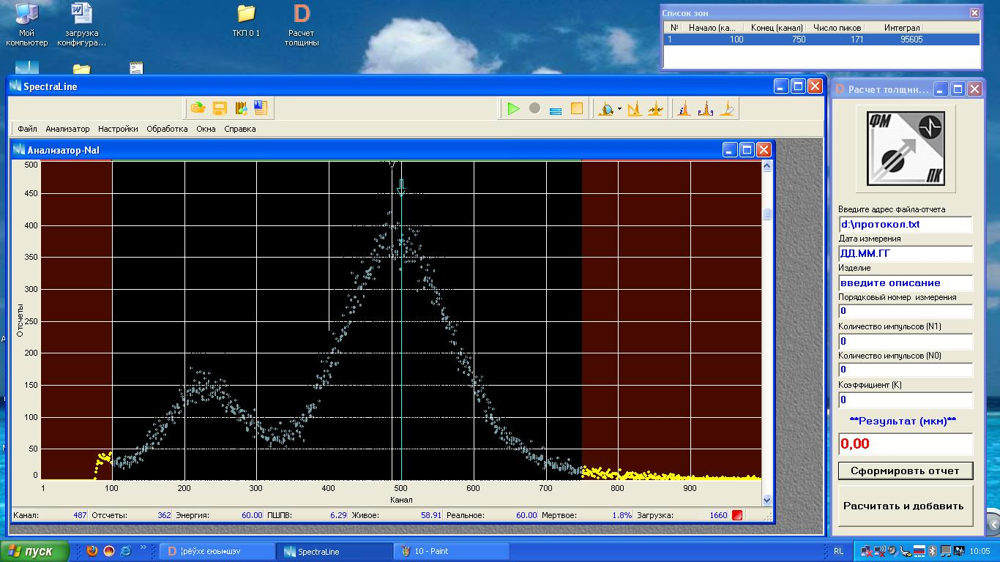 Мой
компьютер
загрузка
конфигура...
ТКП 0 1
Расчет
толщины
Список зон
Nº Начало (ка... Конец (канал) Число пиков Интеграл
1 100 750 171 95605
SpectraLine
Файл Анализатор Настройки Обработка Окна Справка
Анализатор-NaI
500
450
400
350
300
250
200
150
100
50
0
Отсчеты
1 100 200 300 400 500 600 700 800 900
Канал
Канал: 487 Отсчеты: 362 Энергия: 60.00 ПШПВ: 6.29 Живое: 58.91 Реальное: 60.00 Мертвое: 1.8% Загрузка: 1660
Расчет толщин...
ФМ
ПК
Введите адрес файла-отчета
d:\протокол.txt
Дата измерения
ДД.ММ.ГГ
Изделие
введите описание
Порядковый номер измерения
0
Количество импульсов (N1)
0
Количество импульсов (N0)
0
Коэффициент (К)
0
**Результат (мкм)**
0,00
Сформировть отчет
Расчитать и добавить
пуск
¦рёўхє єюы•шэv
SpectraLine
10 - Paint
RL
10:05